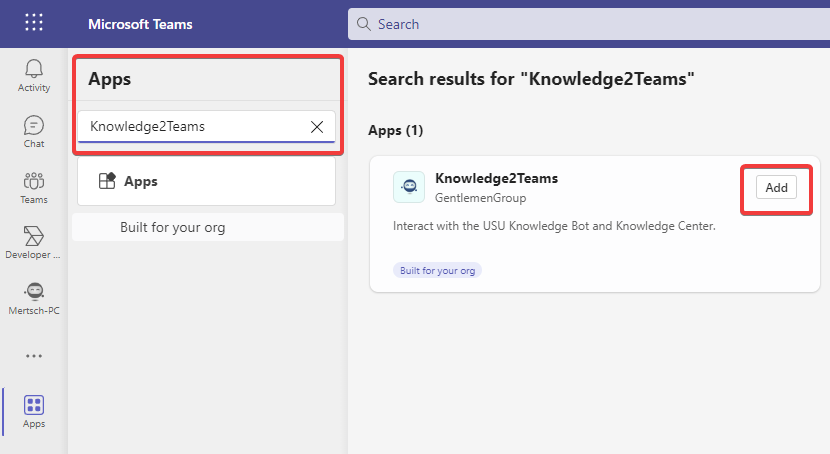 Microsoft Teams
Search
Activity
Chat
Teams
Developer ...
Mertsch-PC
...
Apps
Apps
Knowledge2Teams
Apps
Built for your org
Search results for "Knowledge2Teams"
Apps (1)
Knowledge2Teams
GentlemenGroup
Add
Interact with the USU Knowledge Bot and Knowledge Center.
Built for your org